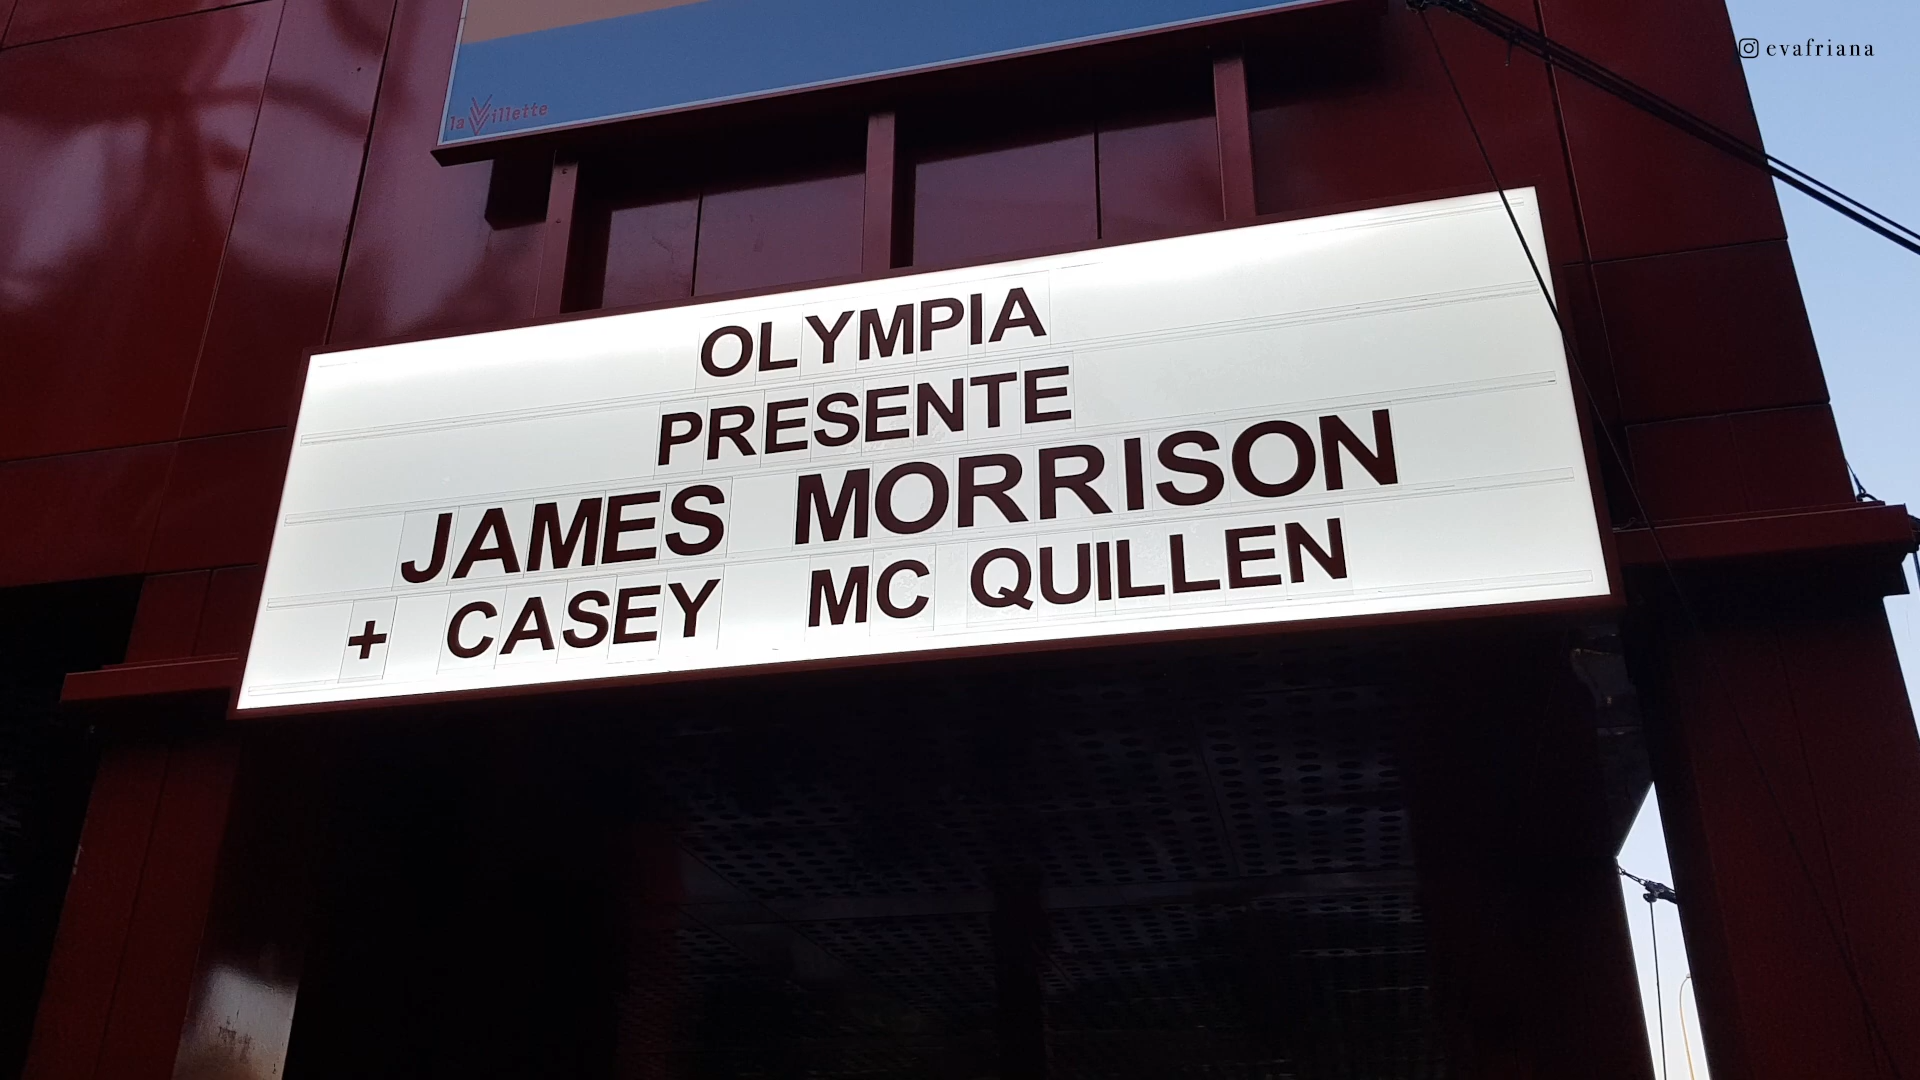 evafriana
la Villette
OLYMPIA
PRESENTE
JAMES MORRISON
+ CASEY MC QUILLEN